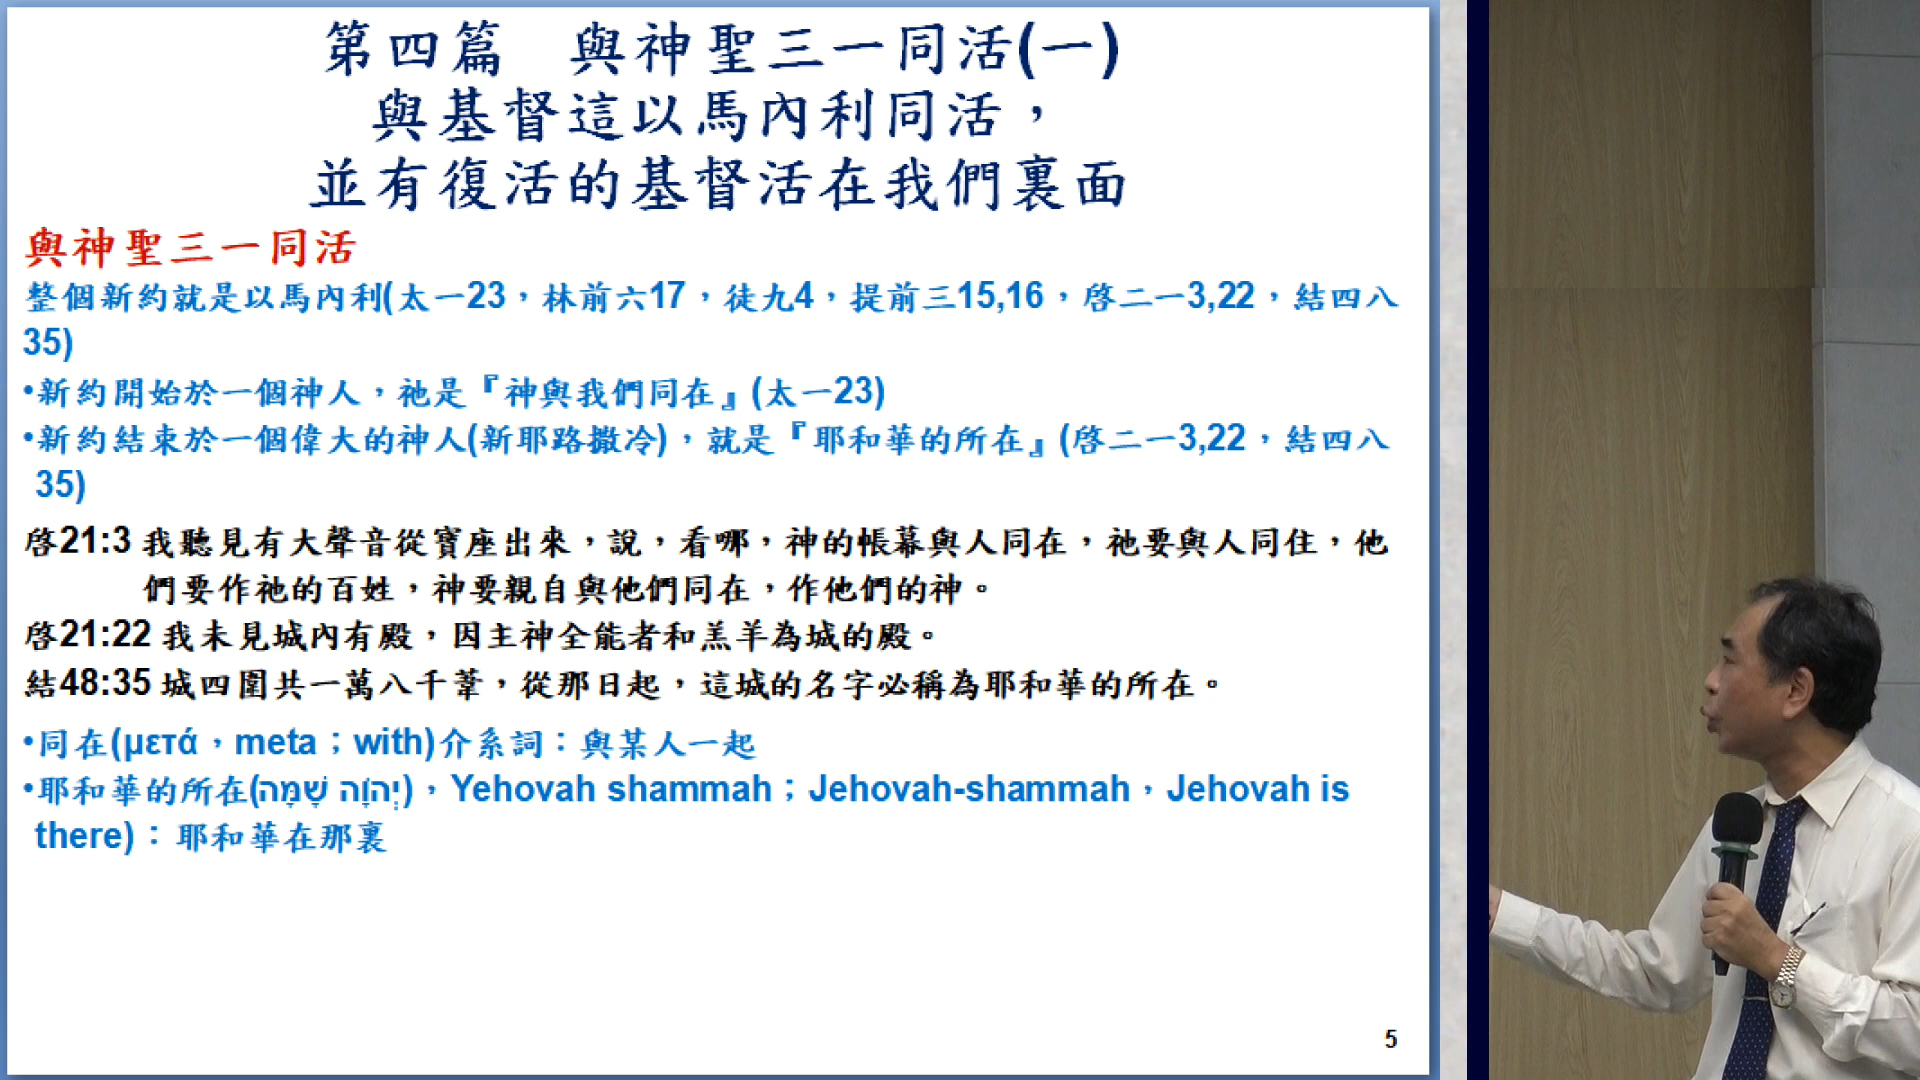 第四篇 與神聖三一同活(一)
與基督這以馬內利同活，
並有復活的基督活在我們裏面
與神聖三一同活
整個新約就是以馬內利(太一23，林前六17，徒九4，提前三15,16，啓二一3,22，結四八
35)
•新約開始於一個神人，祂是『神與我們同在』(太一23)
•新約結束於一個偉大的神人(新耶路撒冷)，就是『耶和華的所在』(啓二一3,22，結四八
35)
啓21:3 我聽見有大聲音從寶座出來，說，看哪，神的帳幕與人同在，祂要與人同住，他
們要作祂的百姓，神要親自與他們同在，作他們的神。
啓21:22 我未見城內有殿，因主神全能者和羔羊為城的殿。
結48:35 城四圍共一萬八千葦，從那日起，這城的名字必稱為耶和華的所在。
•同在(μετά，meta；with)介系詞：與某人一起
•耶和華的所在(יְהוָה שָׁמָּה)，Yehovah shammah；Jehovah-shammah，Jehovah is
there)：耶和華在那裏
5